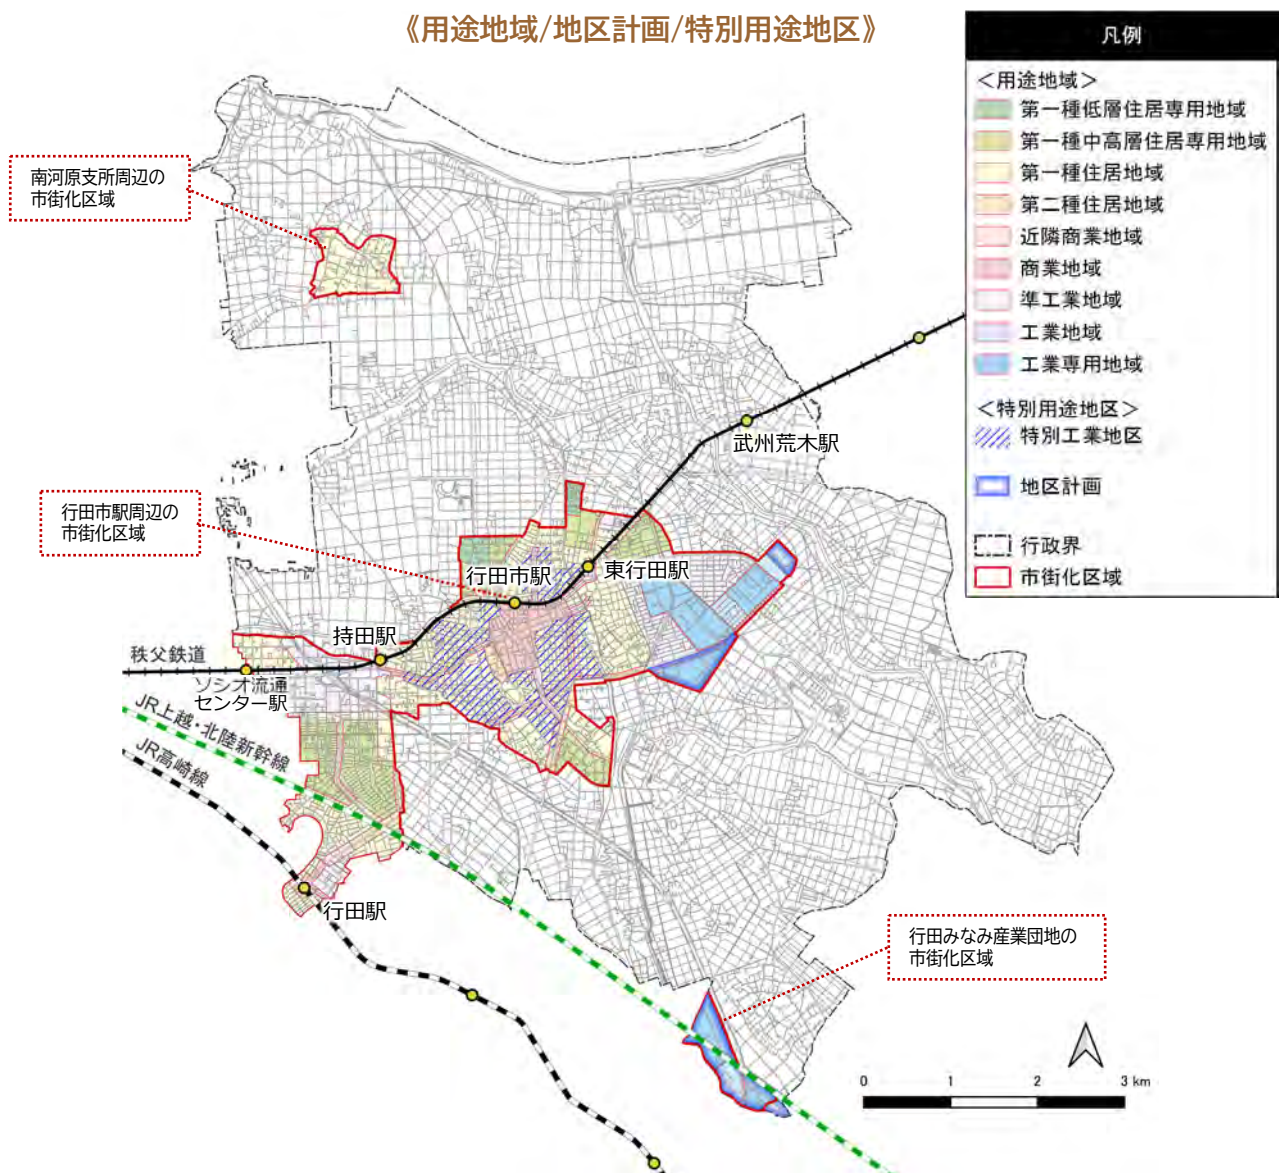 《用途地域/地区計画/特別用途地区》
凡例
＜用途地域＞
第一種低層住居専用地域
第一種中高層住居専用地域
第一種住居地域
第二種住居地域
近隣商業地域
商業地域
準工業地域
工業地域
工業専用地域
＜特別用途地区＞
特別工業地区
地区計画
行政界
市街化区域
南河原支所周辺の
市街化区域
武州荒木駅
行田市駅周辺の
市街化区域
東行田駅
行田市駅
持田駅
秩父鉄道
ソシオ流通
センター駅
JR上越・北陸新幹線
JR高崎線
行田駅
行田みなみ産業団地の
市街化区域
0 1 2 3 km